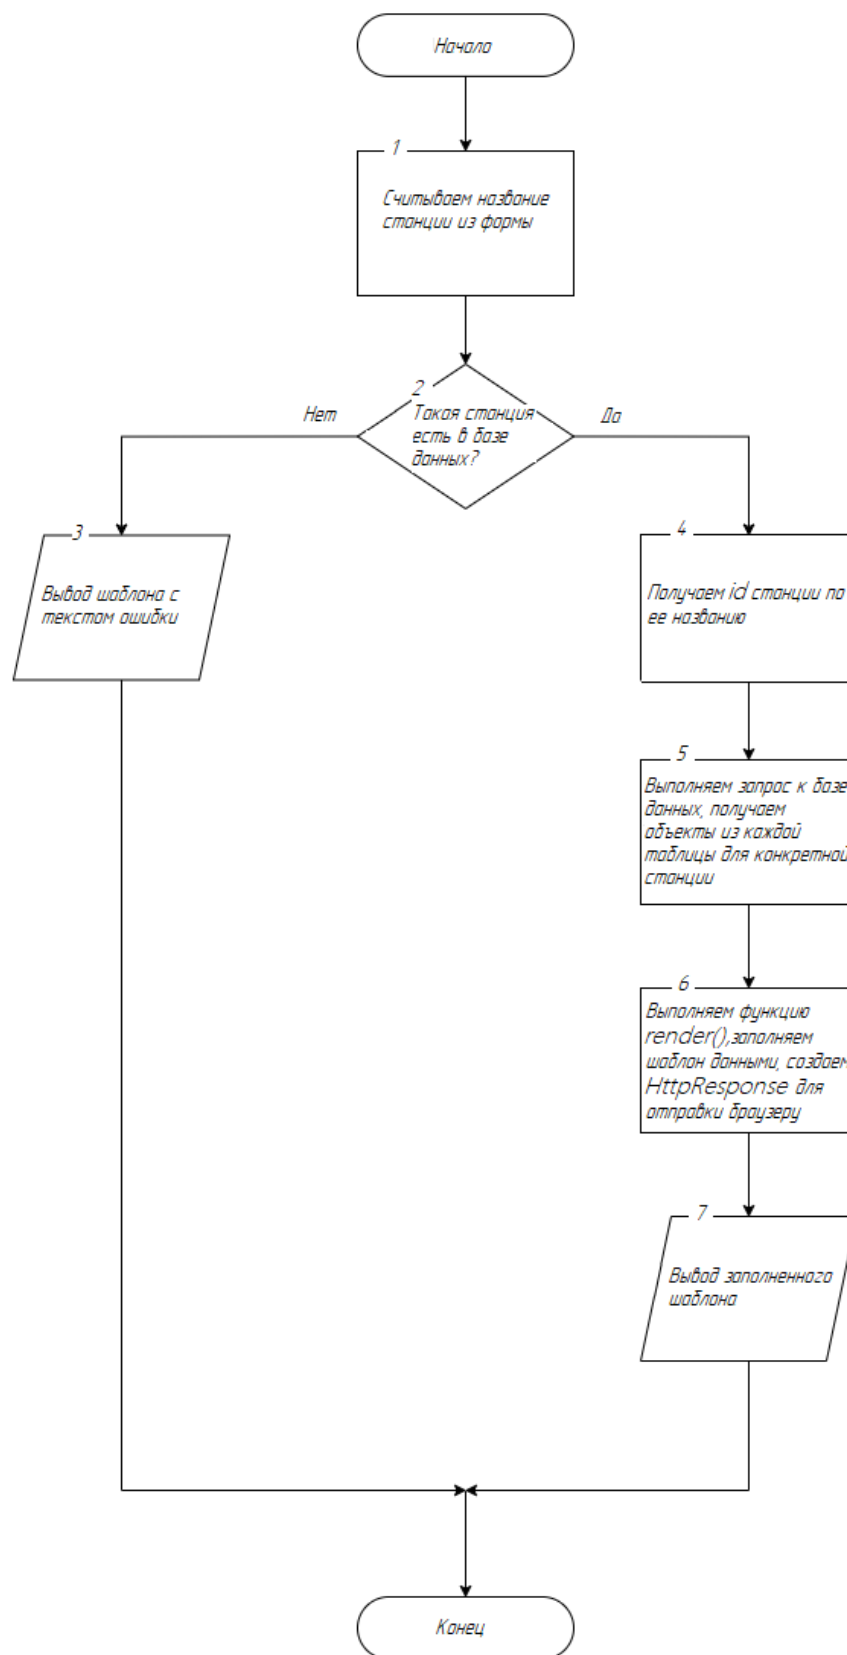 Начало
1
Считываем название
станции из формы
2
Такая станция
есть в базе
данных?
Нет
Да
3
Вывод шаблона с
текстом ошибки
4
Получаем id станции по
ее названию
5
Выполняем запрос к базе
данных, получаем
объекты из каждой
таблицы для конкретной
станции
6
Выполняем функцию
render(),заполняем
шаблон данными, создаем
HttpResponse для
отправки браузеру
7
Вывод заполненного
шаблона
Конец